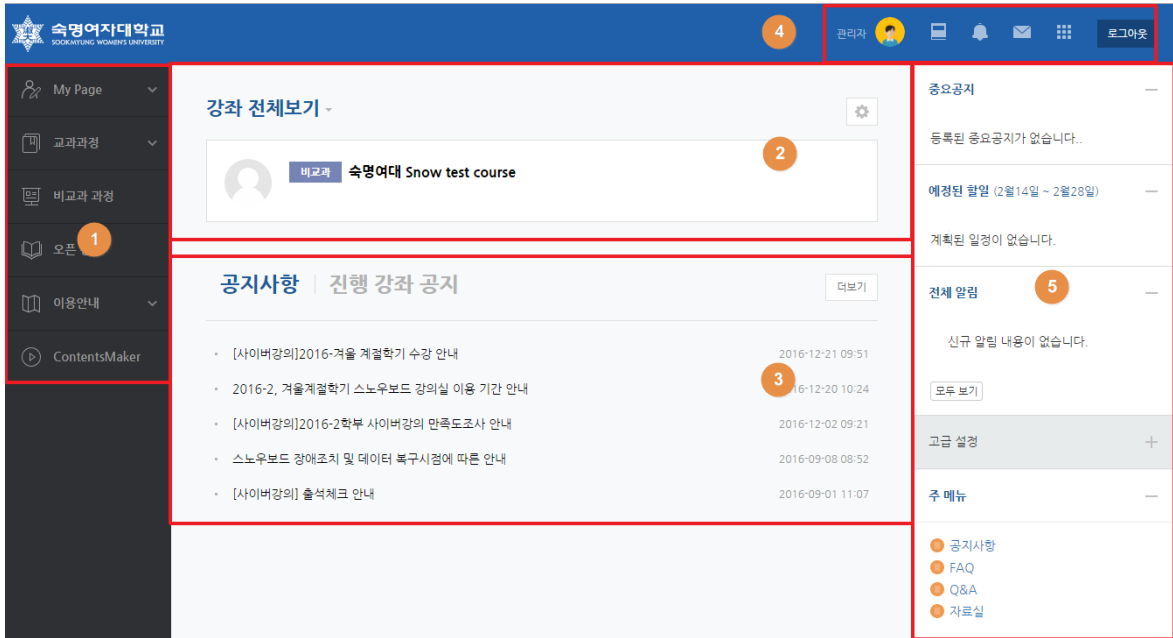 숙명여자대학교
SOOKMYUNG WOMEN'S UNIVERSITY
4
관리자
로그아웃
My Page
교과과정
비교과 과정
1
오픈
이용안내
ContentsMaker
강좌 전체보기
2
비교과 숙명여대 Snow test course
공지사항 진행 강좌 공지
더보기
[사이버강의]2016-겨울 계절학기 수강 안내 2016-12-21 09:51
2016-2, 겨울계절학기 스노우보드 강의실 이용 기간 안내 16-12-20 10:24
3
[사이버강의]2016-2학부 사이버강의 만족도조사 안내 2016-12-02 09:21
스노우보드 장애조치 및 데이터 복구시점에 따른 안내 2016-09-08 08:52
[사이버강의] 출석체크 안내 2016-09-01 11:07
중요공지
등록된 중요공지가 없습니다..
예정된 할일 (2월14일 ~ 2월28일)
계획된 일정이 없습니다.
전체 알림
5
신규 알림 내용이 없습니다.
모두 보기
고급 설정
주 메뉴
공지사항
FAQ
Q&A
자료실